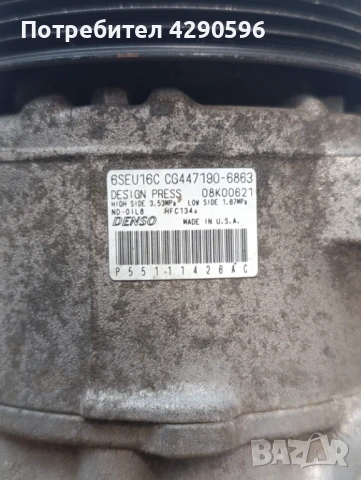 Потребител 4290596
6SEU16C CG447190-6863
DESIGN PRESS 08K00621
HIGH SIDE 3.53MPa LOW SIDE 1.87MPa
ND-OIL8 HFC134a
DENSO MADE IN U.S.A.
P55111428AC
BAZAR